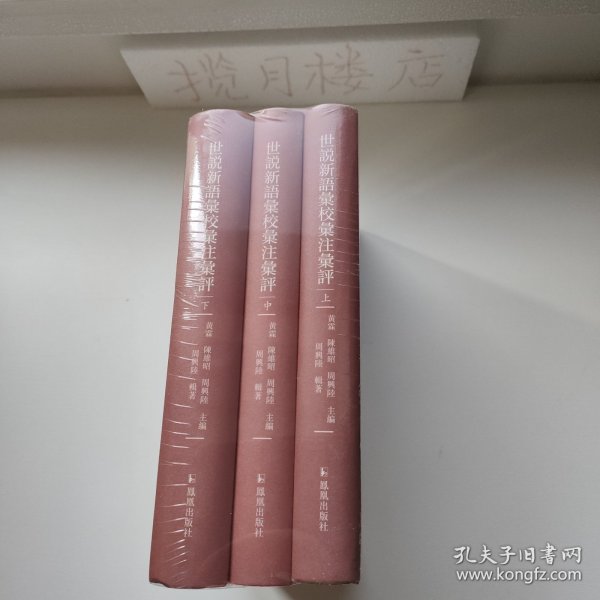 揽月楼店
世説新語彙校彙注彙評
下
黃霖 陳維昭 周興陸 主編
周興陸 輯著
鳳凰出版社
世説新語彙校彙注彙評
中
黃霖 陳維昭 周興陸 主編
周興陸 輯著
鳳凰出版社
世説新語彙校彙注彙評
上
黃霖 陳維昭 周興陸 主編
周興陸 輯著
鳳凰出版社
孔夫子旧书网
www.kongfz.com